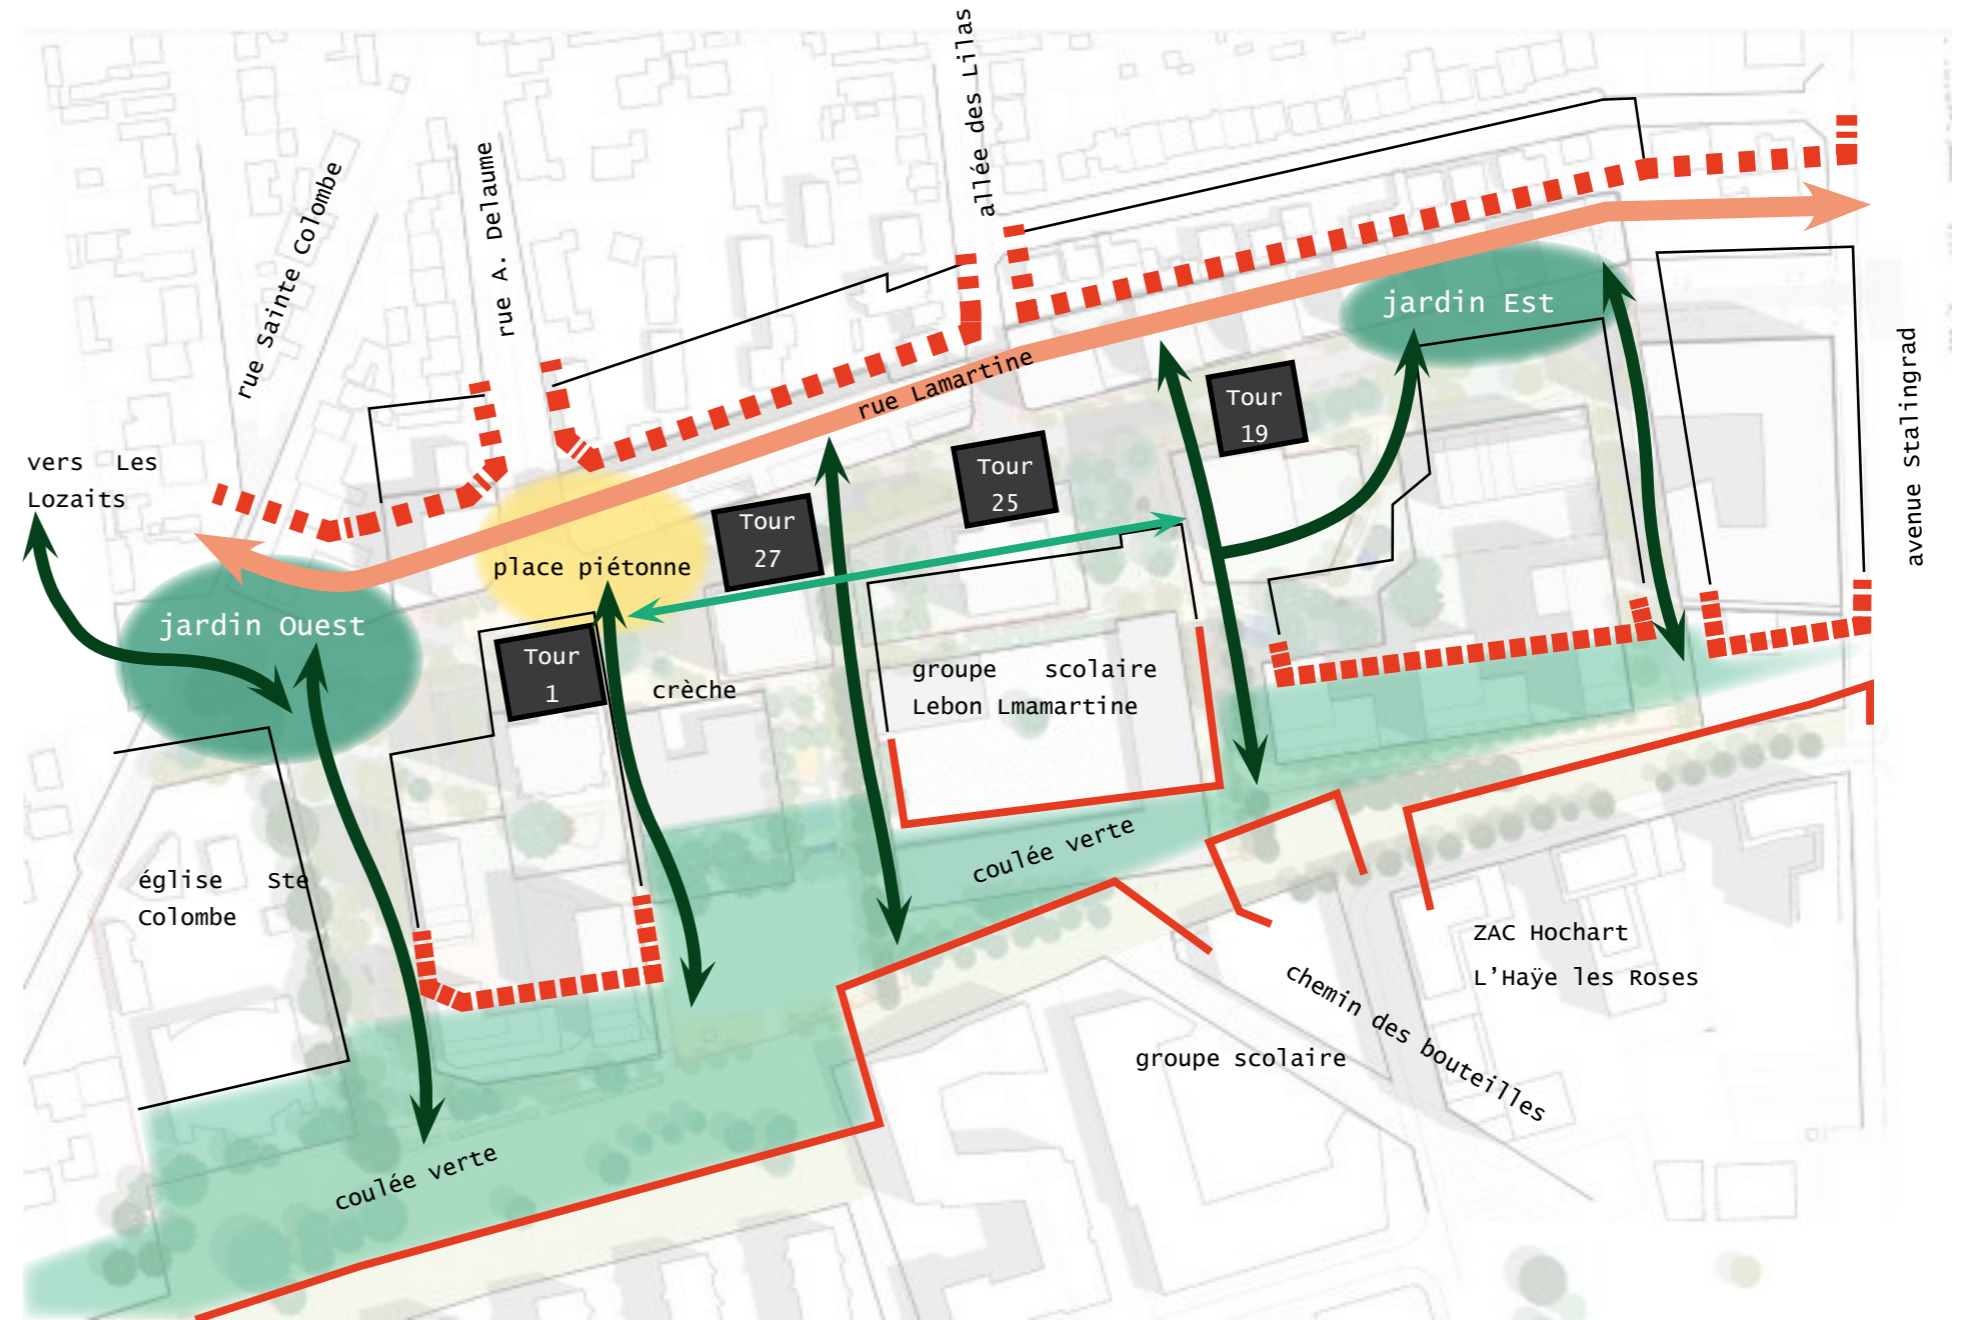 allée des Lilas
rue Sainte Colombe
rue A. Delaume
jardin Est
avenue Stalingrad
rue Lamartine
Tour
19
vers Les
Lozaits
Tour
25
Tour
27
place piétonne
jardin Ouest
Tour
1
crèche
groupe scolaire
Lebon Lmamartine
coulée verte
église Ste
Colombe
ZAC Hochart
L’Haÿe les Roses
chemin des bouteilles
groupe scolaire
coulée verte